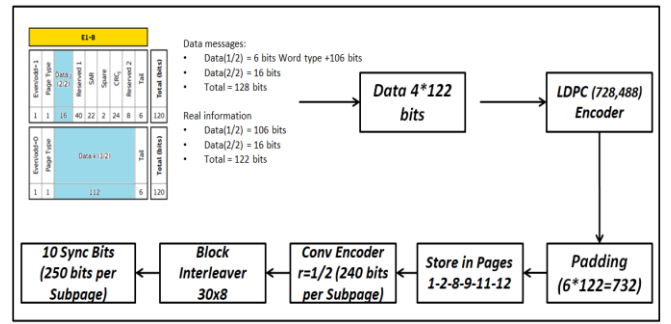 E1-B
Even/odd=1
Page Type
Data
(2/2)
Reserved 1
SAR
Spare
CRCj
Reserved 2
Tail
Total (bits)
1 1 16 40 22 2 24 8 6 120
Even/odd=0
Page Type
Data k (1/2)
Tail
Total (bits)
1 1 112 6 120
Data messages:
• Data(1/2) = 6 bits Word type +106 bits
• Data(2/2) = 16 bits
• Total = 128 bits
Real information
• Data(1/2) = 106 bits
• Data(2/2) = 16 bits
• Total = 122 bits
Data 4*122
bits
LDPC (728,488)
Encoder
Padding
(6*122=732)
Store in Pages
1-2-8-9-11-12
Conv Encoder
r=1/2 (240 bits
per Subpage)
Block
Interleaver
30x8
10 Sync Bits
(250 bits per
Subpage)